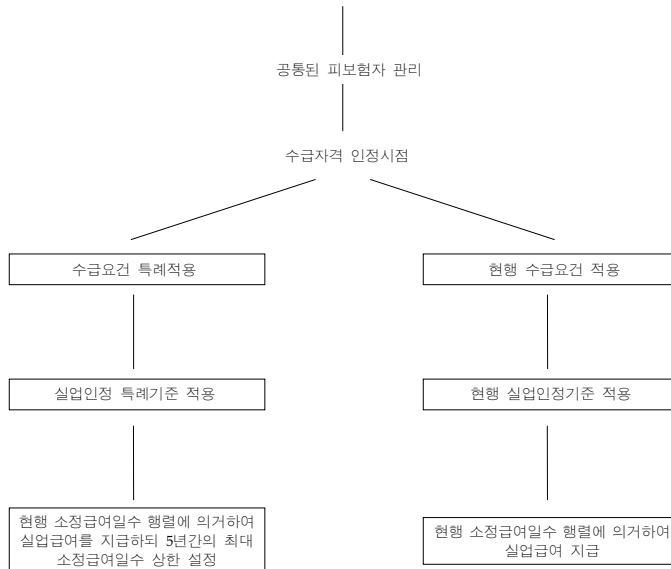 공통된 피보험자 관리
수급자격 인정시점
수급요건 특례적용
현행 수급요건 적용
실업인정 특례기준 적용
현행 실업인정기준 적용
현행 소정급여일수 행렬에 의거하여
실업급여를 지급하되 5년간의 최대
소정급여일수 상한 설정
현행 소정급여일수 행렬에 의거하여
실업급여 지급